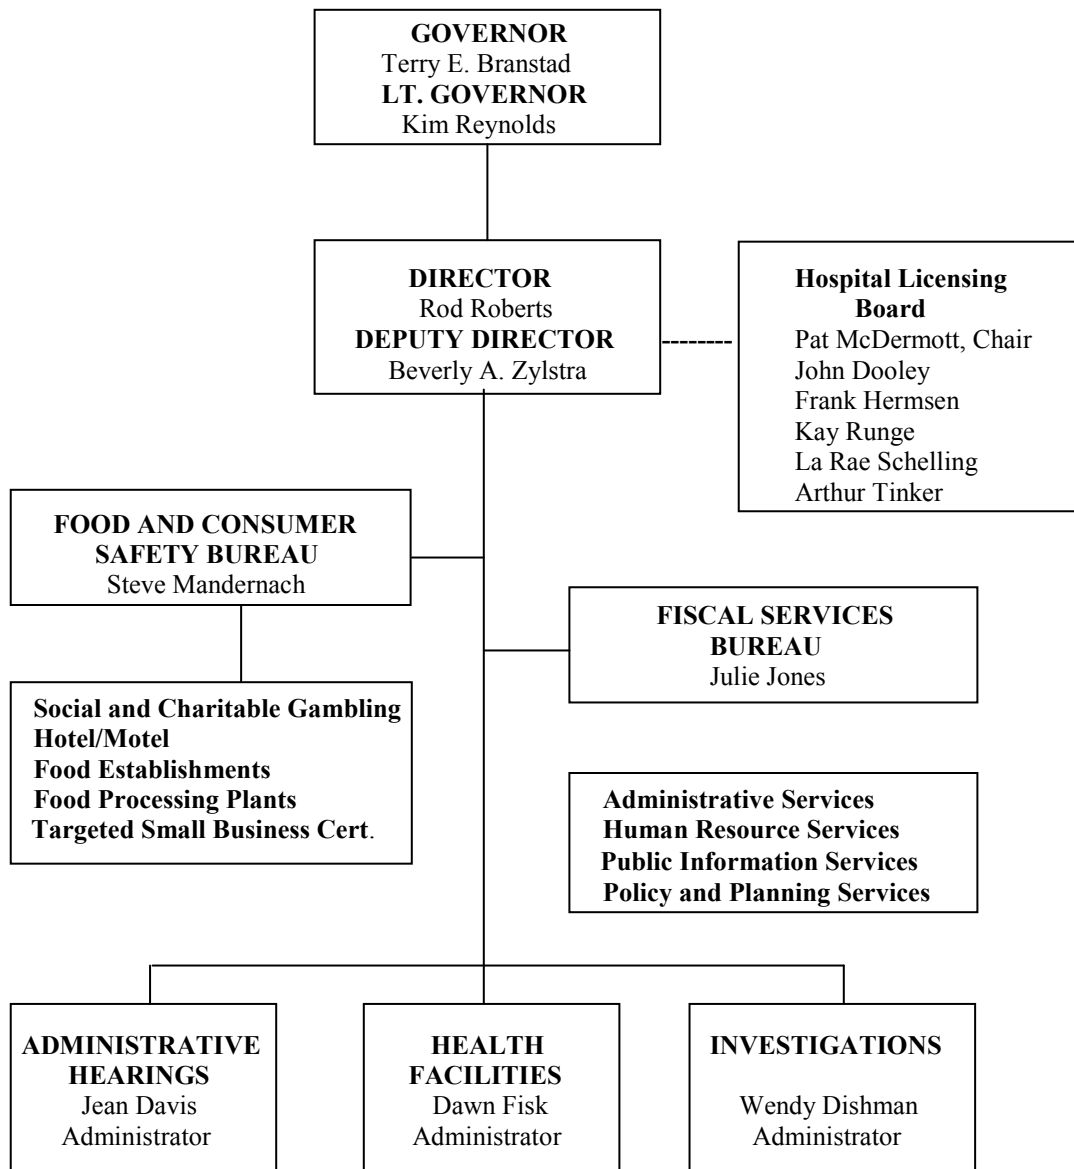 GOVERNOR
Terry E. Branstad
LT. GOVERNOR
Kim Reynolds
DIRECTOR
Rod Roberts
DEPUTY DIRECTOR
Beverly A. Zylstra
Hospital Licensing
Board
Pat McDermott, Chair
John Dooley
Frank Hermsen
Kay Runge
La Rae Schelling
Arthur Tinker
FOOD AND CONSUMER
SAFETY BUREAU
Steve Mandernach
FISCAL SERVICES
BUREAU
Julie Jones
Social and Charitable Gambling
Hotel/Motel
Food Establishments
Food Processing Plants
Targeted Small Business Cert.
Administrative Services
Human Resource Services
Public Information Services
Policy and Planning Services
ADMINISTRATIVE
HEARINGS
Jean Davis
Administrator
HEALTH
FACILITIES
Dawn Fisk
Administrator
INVESTIGATIONS
Wendy Dishman
Administrator